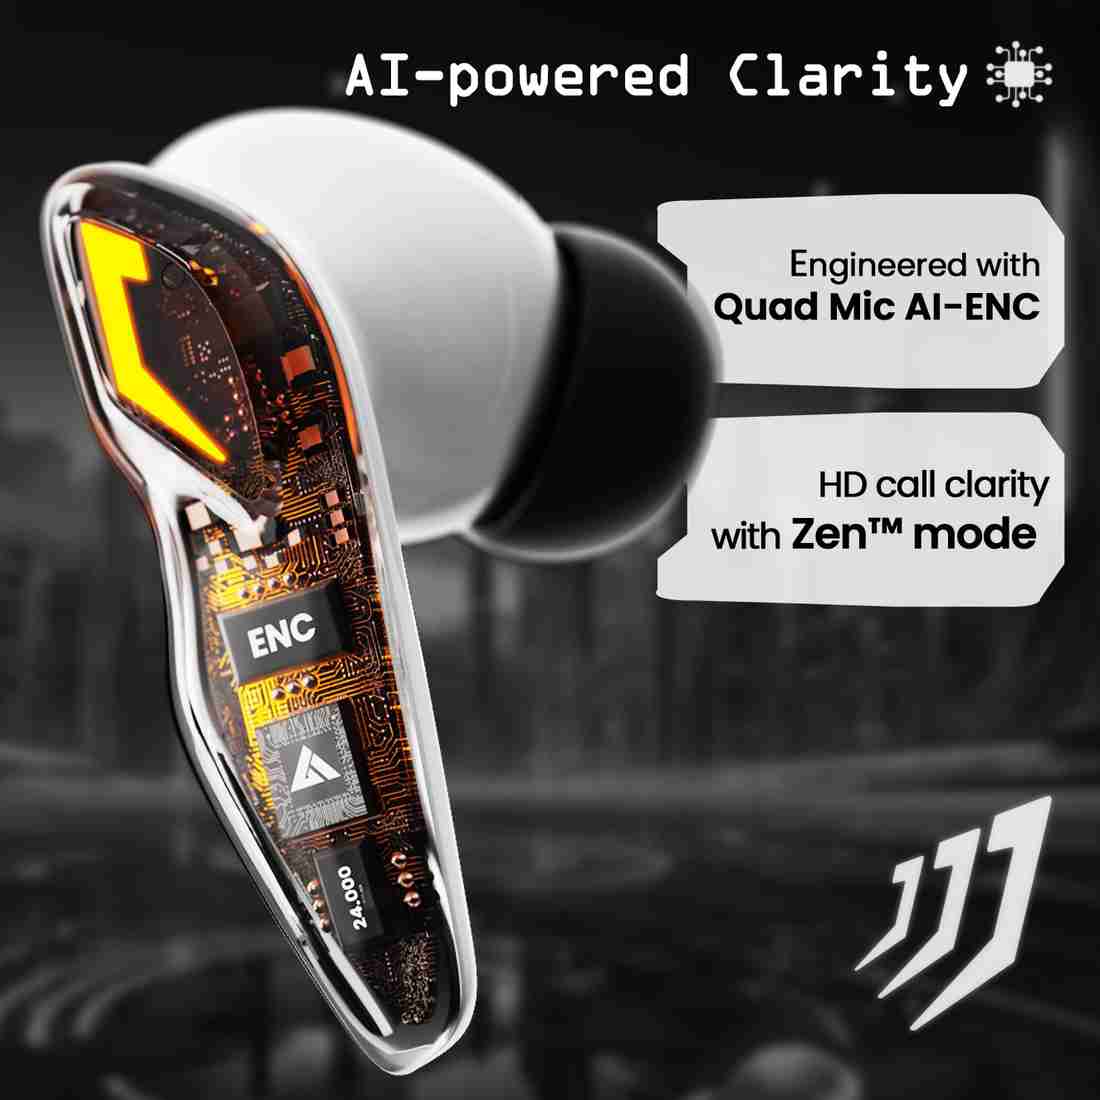 AI-powered Clarity
Engineered with
Quad Mic AI-ENC
HD call clarity
with Zen™ mode
ENC
24.000